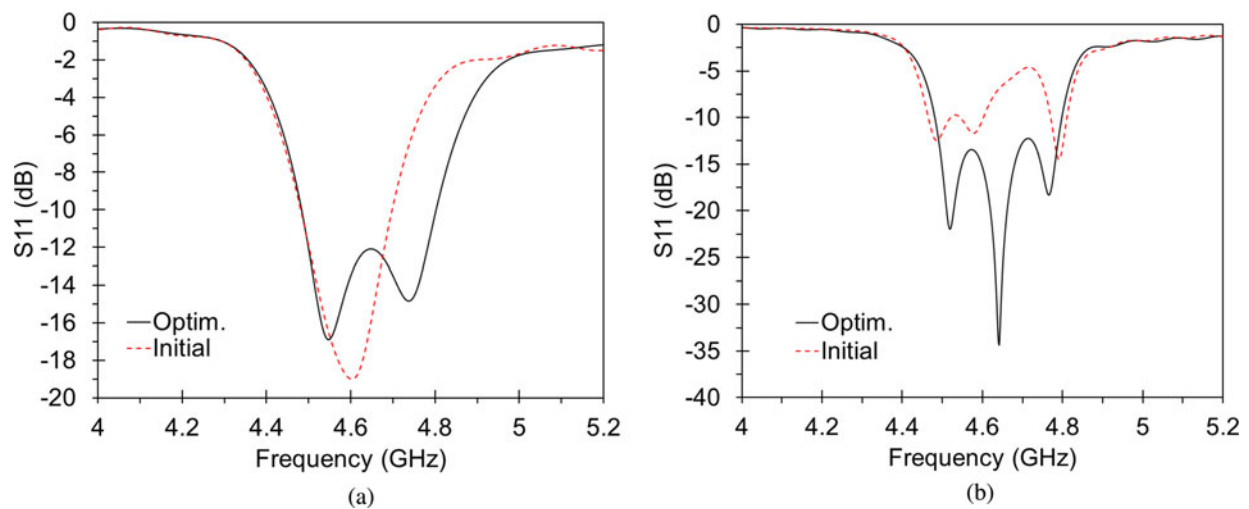 0
-2
-4
-6
-8
-10
-12
-14
-16
-18
-20
S11 (dB)
Optim.
Initial
4 4.2 4.4 4.6 4.8 5 5.2
Frequency (GHz)
(a)
0
-5
-10
-15
-20
-25
-30
-35
-40
S11 (dB)
Optim.
Initial
4 4.2 4.4 4.6 4.8 5 5.2
Frequency (GHz)
(b)